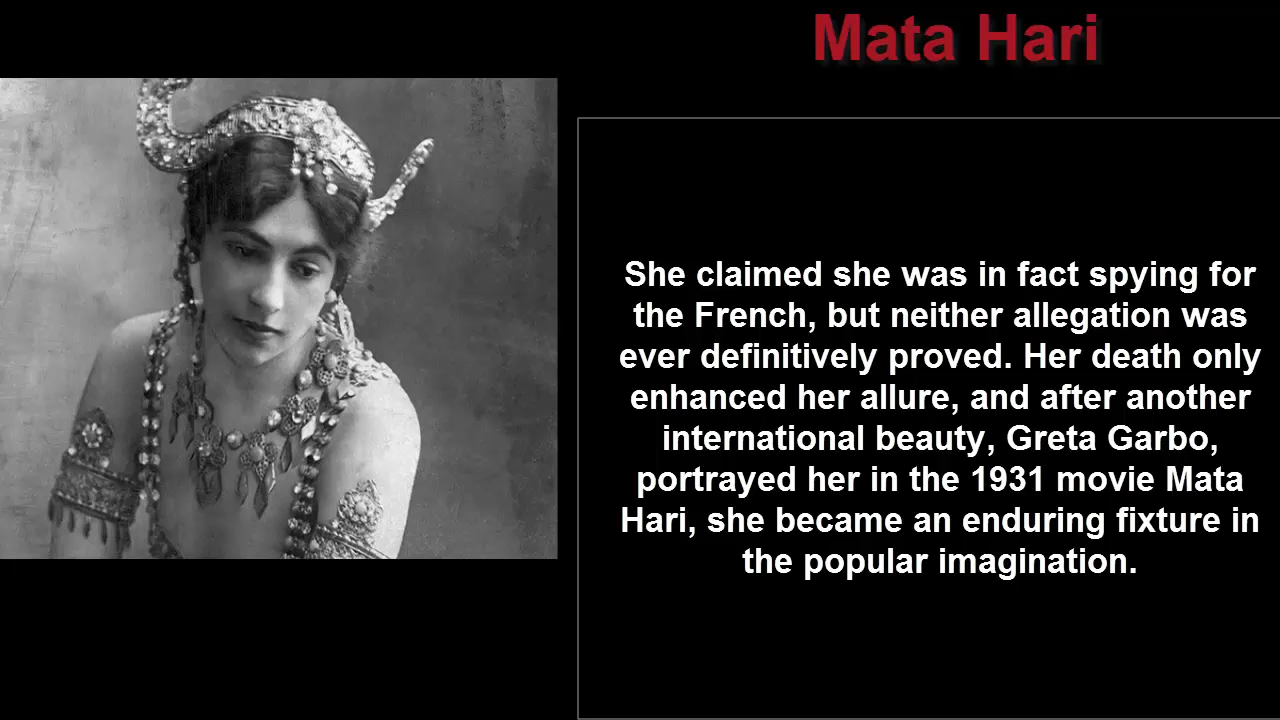 Mata Hari
She claimed she was in fact spying for
the French, but neither allegation was
ever definitively proved. Her death only
enhanced her allure, and after another
international beauty, Greta Garbo,
portrayed her in the 1931 movie Mata
Hari, she became an enduring fixture in
the popular imagination.